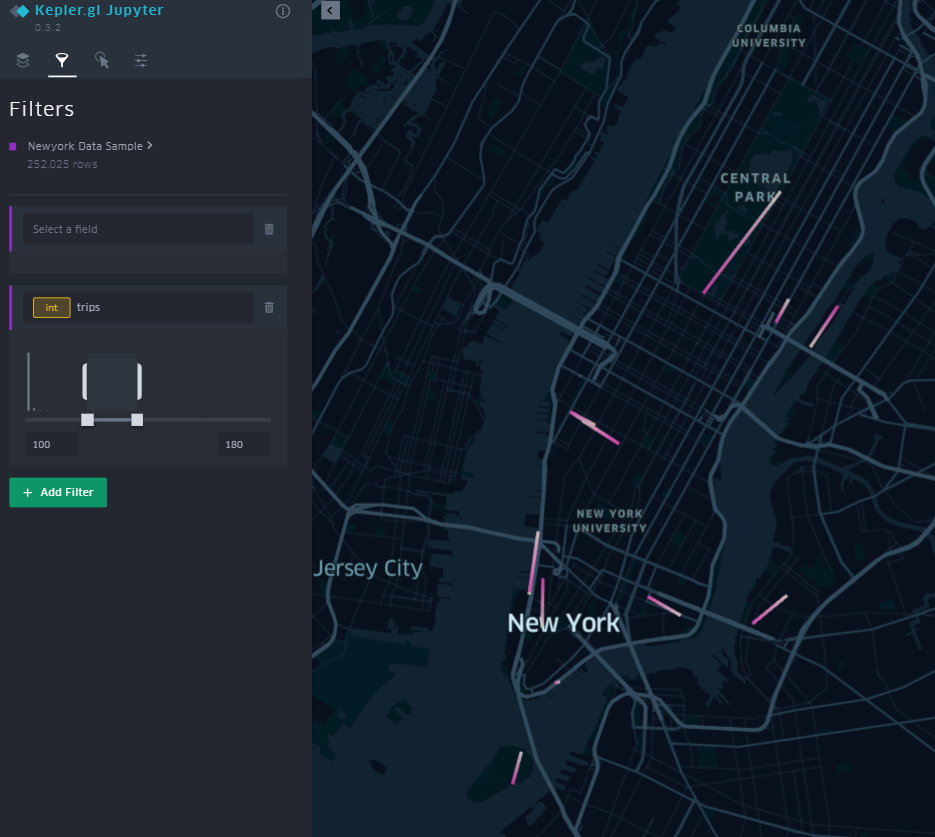 Kepler.gl Jupyter
0.3.2
Filters
Newyork Data Sample
252,025 rows
Select a field
int trips
100 180
+ Add Filter
COLUMBIA
UNIVERSITY
CENTRAL
PARK
NEW YORK
UNIVERSITY
Jersey City
New York